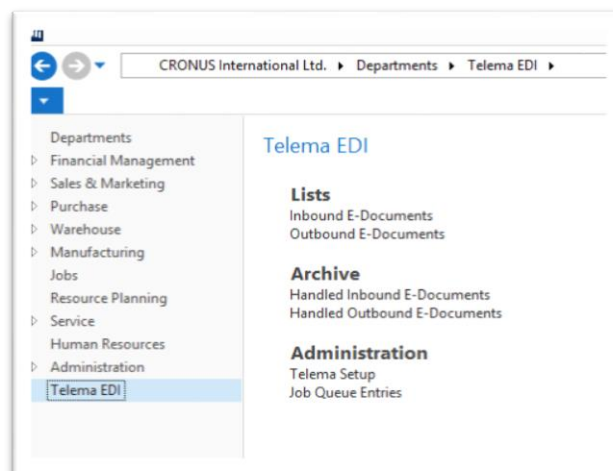 CRONUS International Ltd. ▸ Departments ▸ Telema EDI ▸
Departments
Financial Management
Sales & Marketing
Purchase
Warehouse
Manufacturing
Jobs
Resource Planning
Service
Human Resources
Administration
Telema EDI
Telema EDI
Lists
Inbound E-Documents
Outbound E-Documents
Archive
Handled Inbound E-Documents
Handled Outbound E-Documents
Administration
Telema Setup
Job Queue Entries